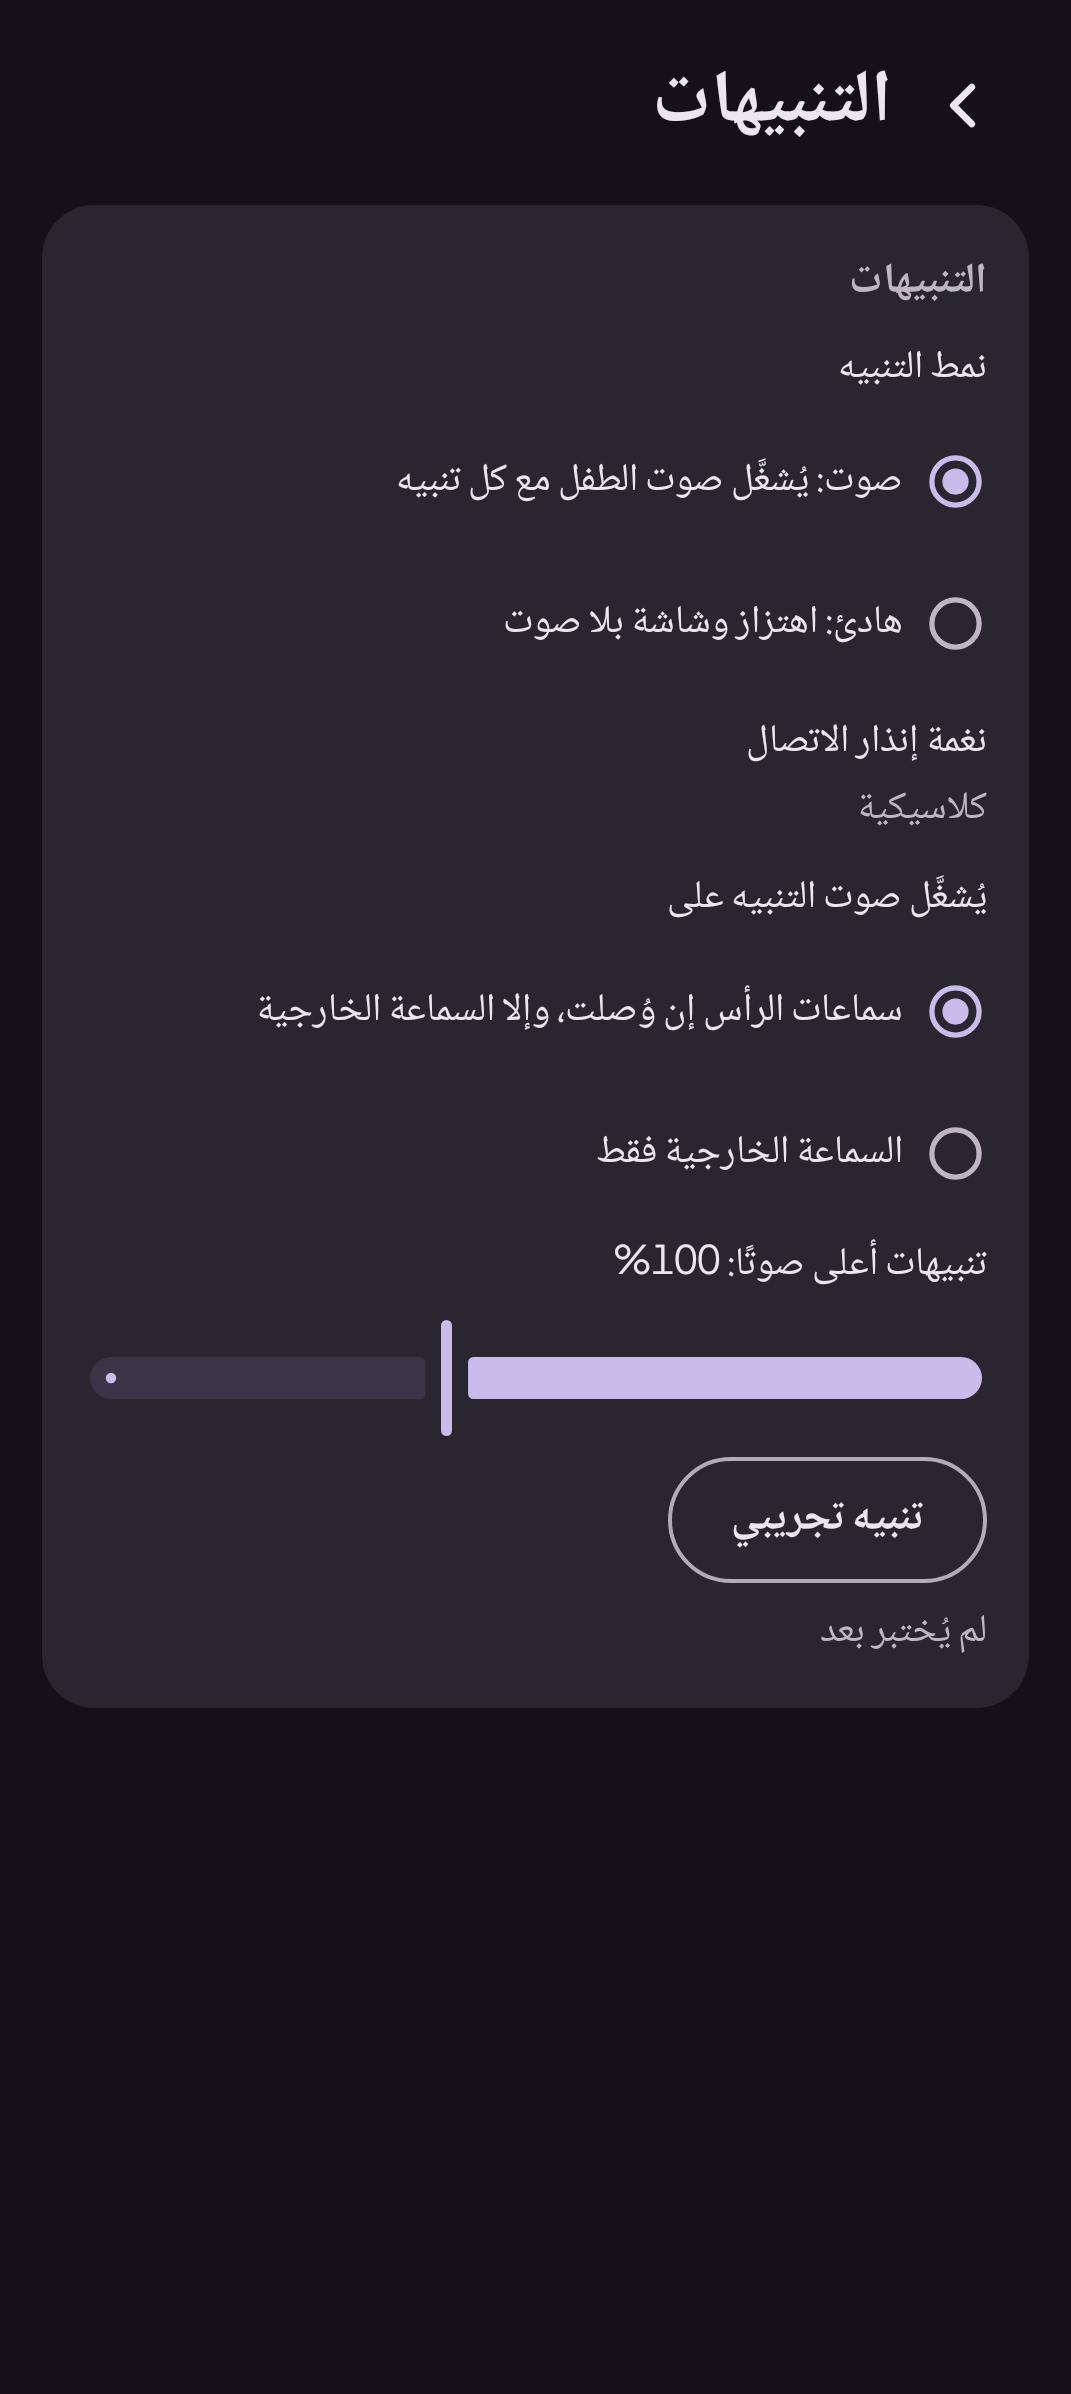 التنبيهات
التنبيهات
نمط التنبيه
صوت: يُشغَّل صوت الطفل مع كل تنبيه
هادئ: اهتزاز وشاشة بلا صوت
نغمة إنذار الاتصال
كلاسيكية
يُشغَّل صوت التنبيه على
سماعات الرأس إن وُصلت، وإلا السماعة الخارجية
السماعة الخارجية فقط
تنبيهات أعلى صوتًا: 100%
تنبيه تجريبي
لم يُختبر بعد